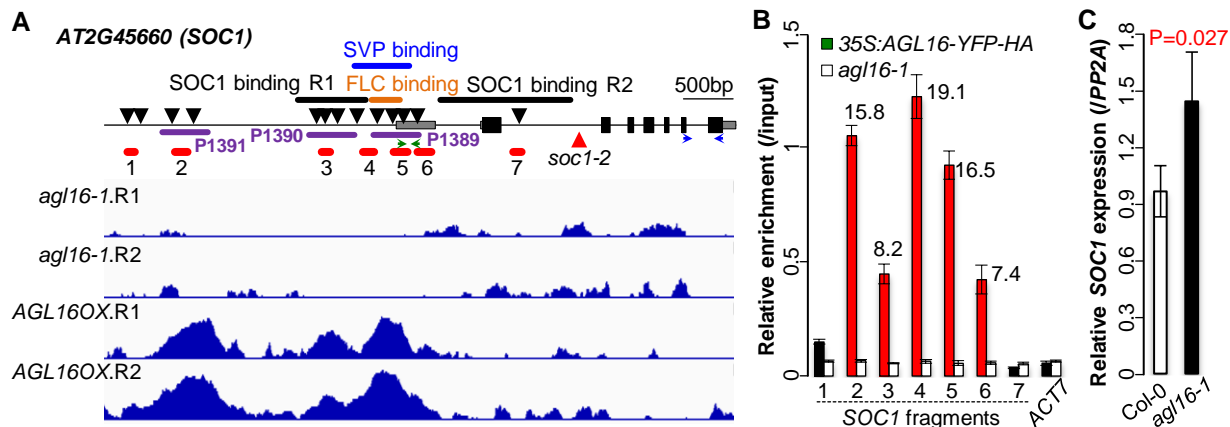 A
AT2G45660 (SOC1)
SVP binding
SOC1 binding R1
FLC binding
SOC1 binding R2
500bp
P1391
P1390
P1389
soc1-2
1 2 3 4 5 6 7
agl16-1.R1
agl16-1.R2
AGL16OX.R1
AGL16OX.R2
B
35S:AGL16-YFP-HA
agl16-1
Relative enrichment (/input)
1.5
1
0.5
0
15.8
8.2
19.1
16.5
7.4
1 2 3 4 5 6 7 ACT7
SOC1 fragments
C
P=0.027
Relative SOC1 expression (/PP2A)
1.8
1.5
1.2
0.9
0.6
0.3
0
Col-0
agl16-1